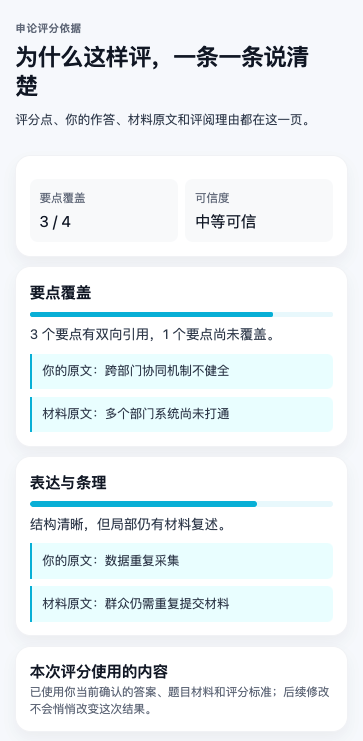 申论评分依据
为什么这样评，一条一条说清
楚
评分点、你的作答、材料原文和评阅理由都在这一页。
要点覆盖
可信度
3 / 4
中等可信
要点覆盖
3 个要点有双向引用，1 个要点尚未覆盖。
你的原文：跨部门协同机制不健全
材料原文：多个部门系统尚未打通
表达与条理
结构清晰，但局部仍有材料复述。
你的原文：数据重复采集
材料原文：群众仍需重复提交材料
本次评分使用的内容
已使用你当前确认的答案、题目材料和评分标准；后续修改
不会悄悄改变这次结果。